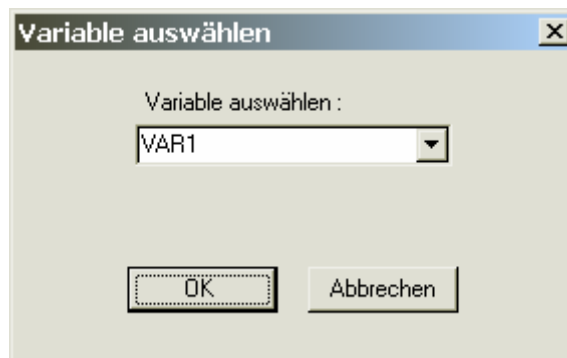 Variable auswählen
Variable auswählen :
VAR1
OK Abbrechen